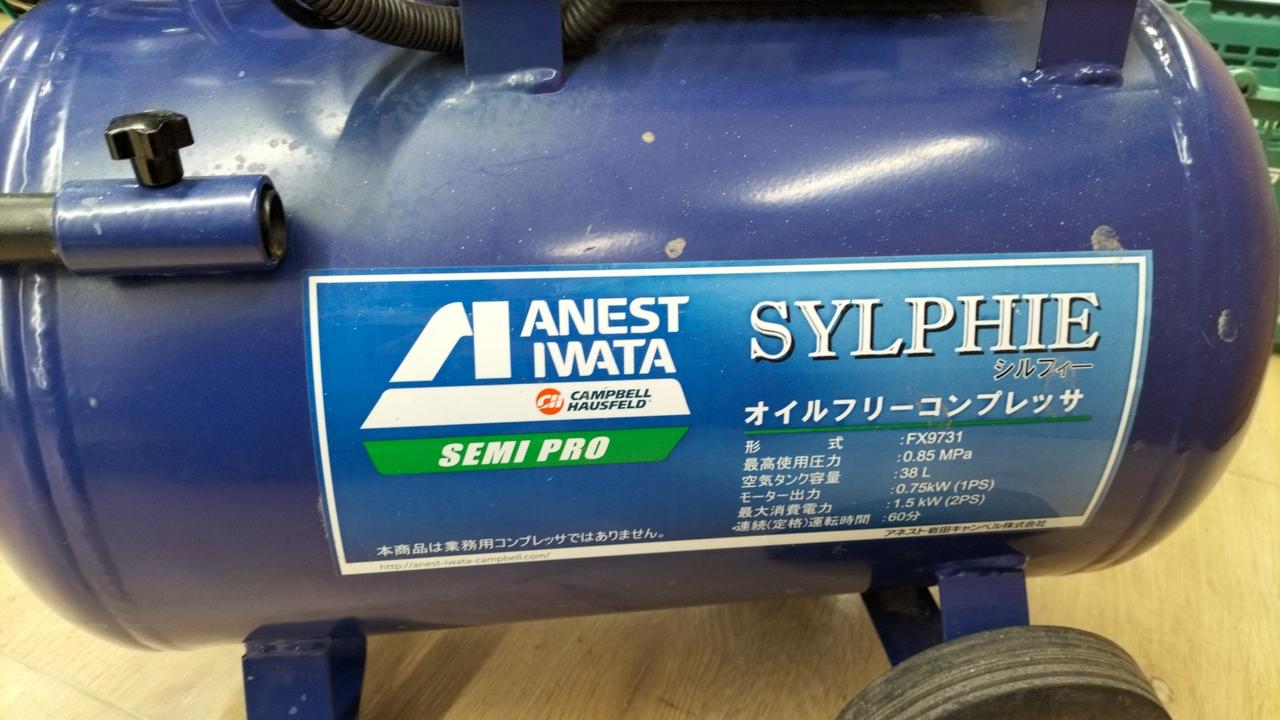 ANEST
IWATA
CAMPBELL
HAUSFELD
SEMI PRO
本商品は業務用コンプレッサではありません。
http://anest-iwata-campbell.com/
SYLPHIE
シルフィー
オイルフリーコンプレッサ
形 式 :FX9731
最高使用圧力 :0.85 MPa
空気タンク容量 :38 L
モーター出力 :0.75kW (1PS)
最大消費電力 :1.5 kW (2PS)
連続(定格)運転時間 :60分
アネスト岩田キャンベル株式会社